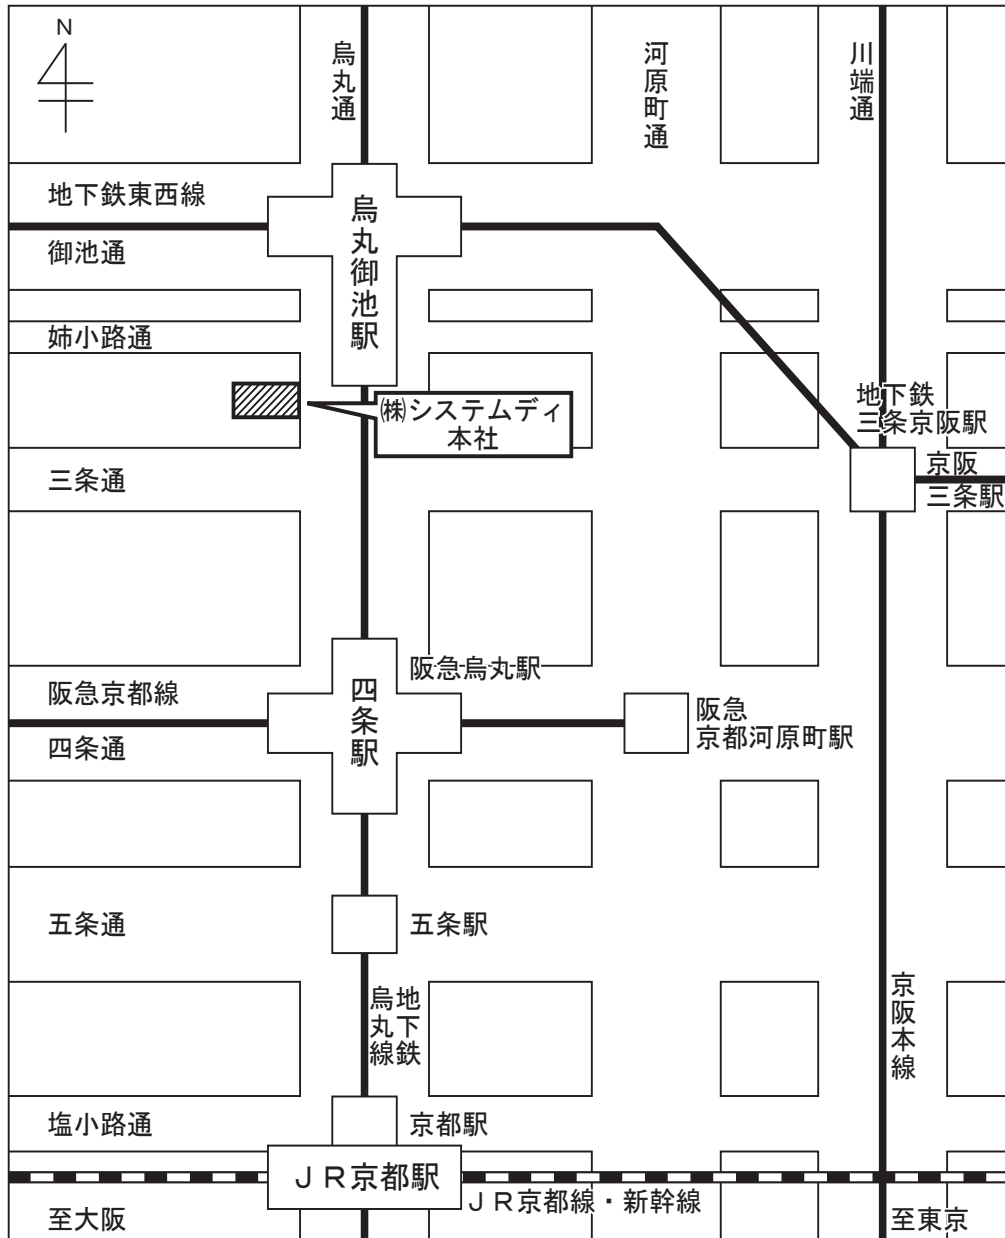 N
烏丸通
河原町通
川端通
地下鉄東西線
烏丸御池駅
御池通
姉小路通
㈱システムディ
本社
地下鉄
三条京阪駅
三条通
京阪
三条駅
阪急烏丸駅
阪急京都線
四条駅
四条通
阪急
京都河原町駅
五条通
五条駅
地下鉄
烏丸線
京阪本線
塩小路通
京都駅
ＪＲ京都駅
ＪＲ京都線・新幹線
至大阪
至東京